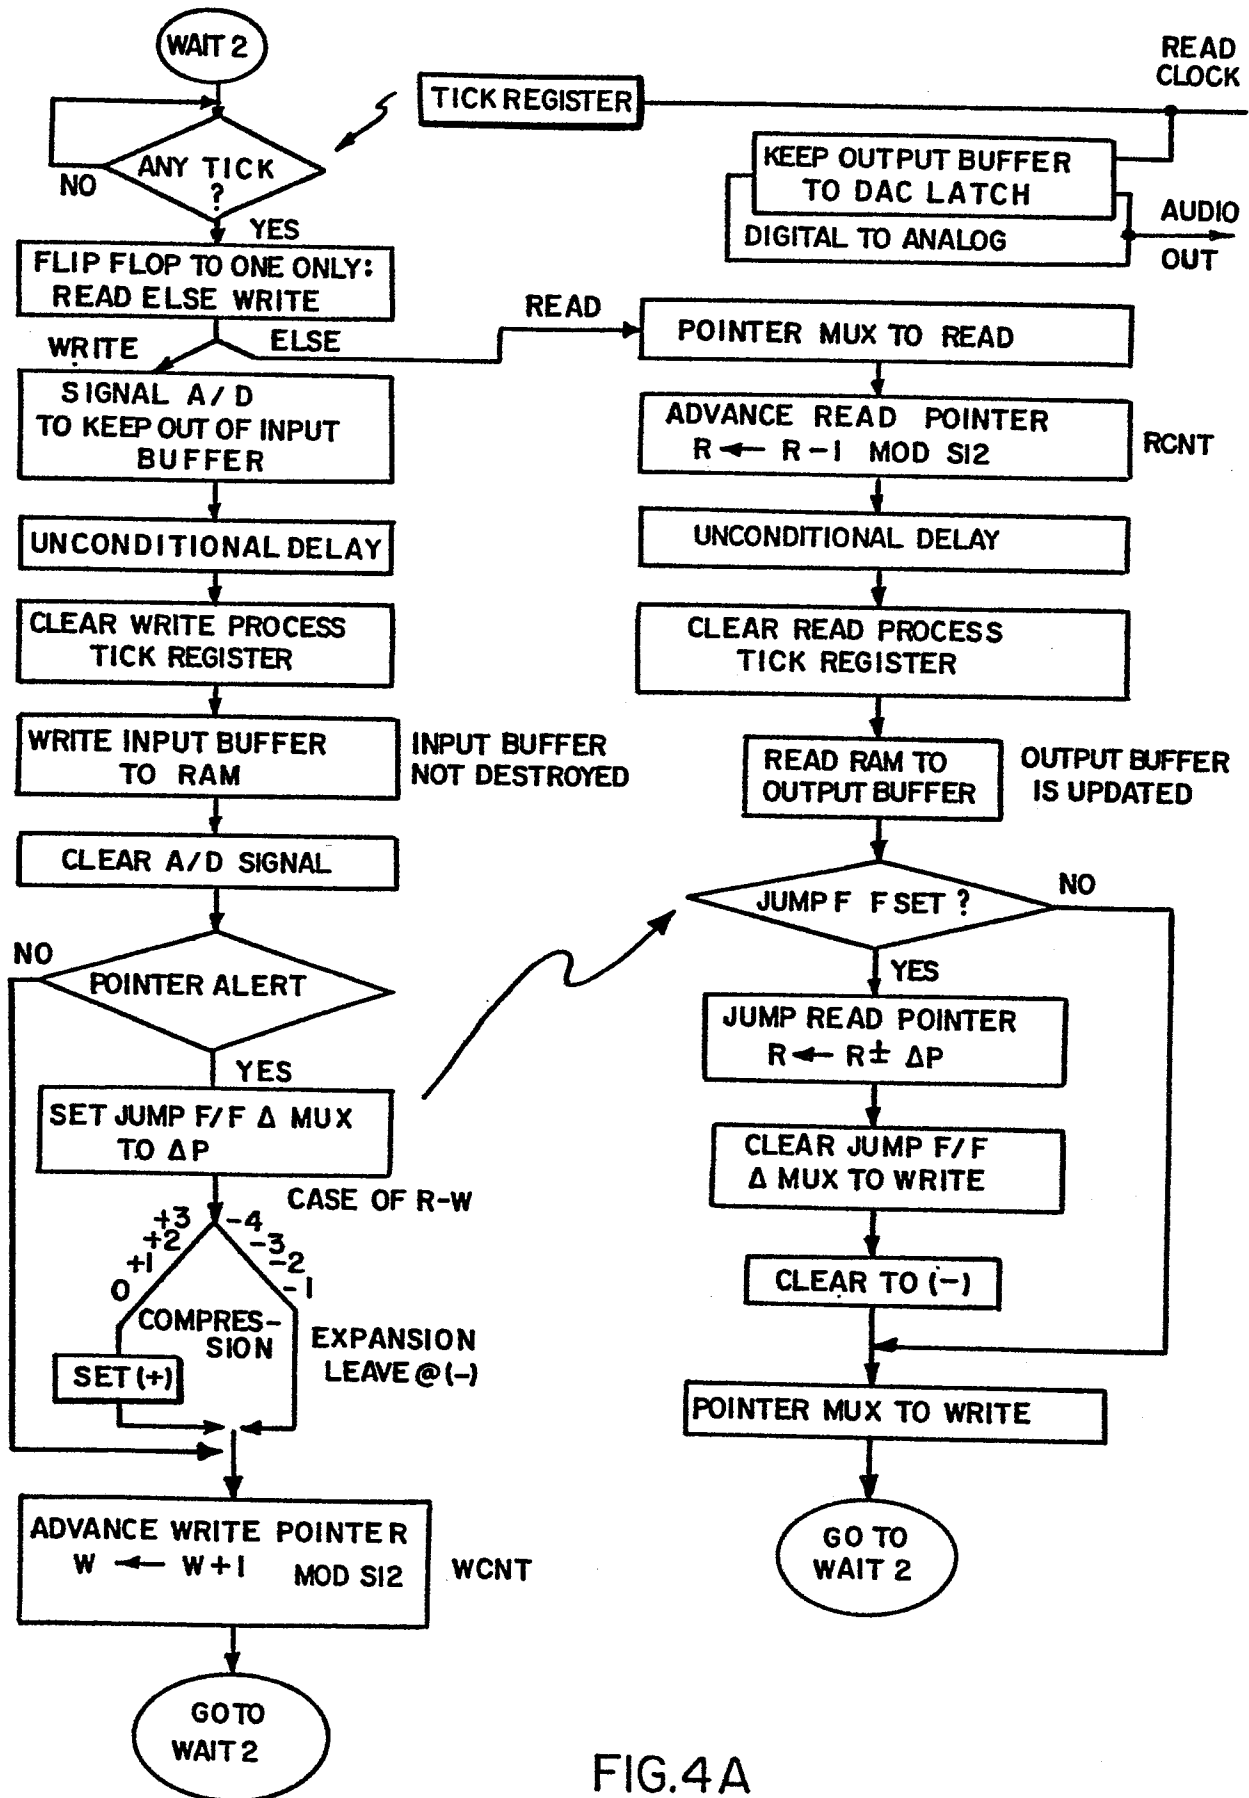 WAIT 2
READ
CLOCK
TICK REGISTER
ANY TICK
?
NO
YES
KEEP OUTPUT BUFFER
TO DAC LATCH
DIGITAL TO ANALOG
AUDIO
OUT
FLIP FLOP TO ONE ONLY:
READ ELSE WRITE
WRITE
ELSE
READ
SIGNAL A/D
TO KEEP OUT OF INPUT
BUFFER
UNCONDITIONAL DELAY
CLEAR WRITE PROCESS
TICK REGISTER
WRITE INPUT BUFFER
TO RAM
INPUT BUFFER
NOT DESTROYED
CLEAR A/D SIGNAL
POINTER ALERT
NO
YES
SET JUMP F/F Δ MUX
TO ΔP
CASE OF R-W
+3
+2
+1
0
-4
-3
-2
-1
COMPRES-
SION
EXPANSION
LEAVE @ (-)
SET (+)
ADVANCE WRITE POINTER
W ← W+1 MOD S12
WCNT
GO TO
WAIT 2
POINTER MUX TO READ
ADVANCE READ POINTER
R ← R-1 MOD S12
RCNT
UNCONDITIONAL DELAY
CLEAR READ PROCESS
TICK REGISTER
READ RAM TO
OUTPUT BUFFER
OUTPUT BUFFER
IS UPDATED
JUMP F F SET ?
NO
YES
JUMP READ POINTER
R ← R ± ΔP
CLEAR JUMP F/F
Δ MUX TO WRITE
CLEAR TO (-)
POINTER MUX TO WRITE
GO TO
WAIT 2
FIG.4A